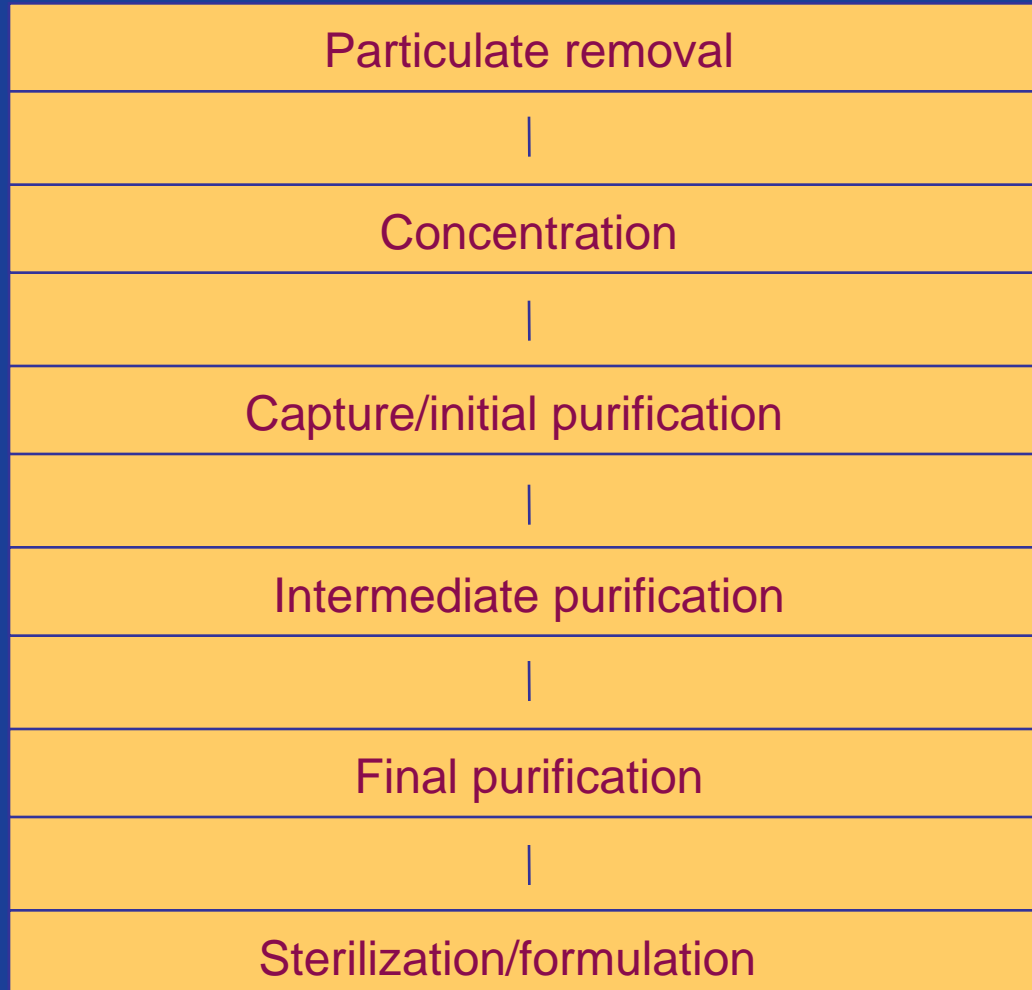 Particulate removal
|
Concentration
|
Capture/initial purification
|
Intermediate purification
|
Final purification
|
Sterilization/formulation